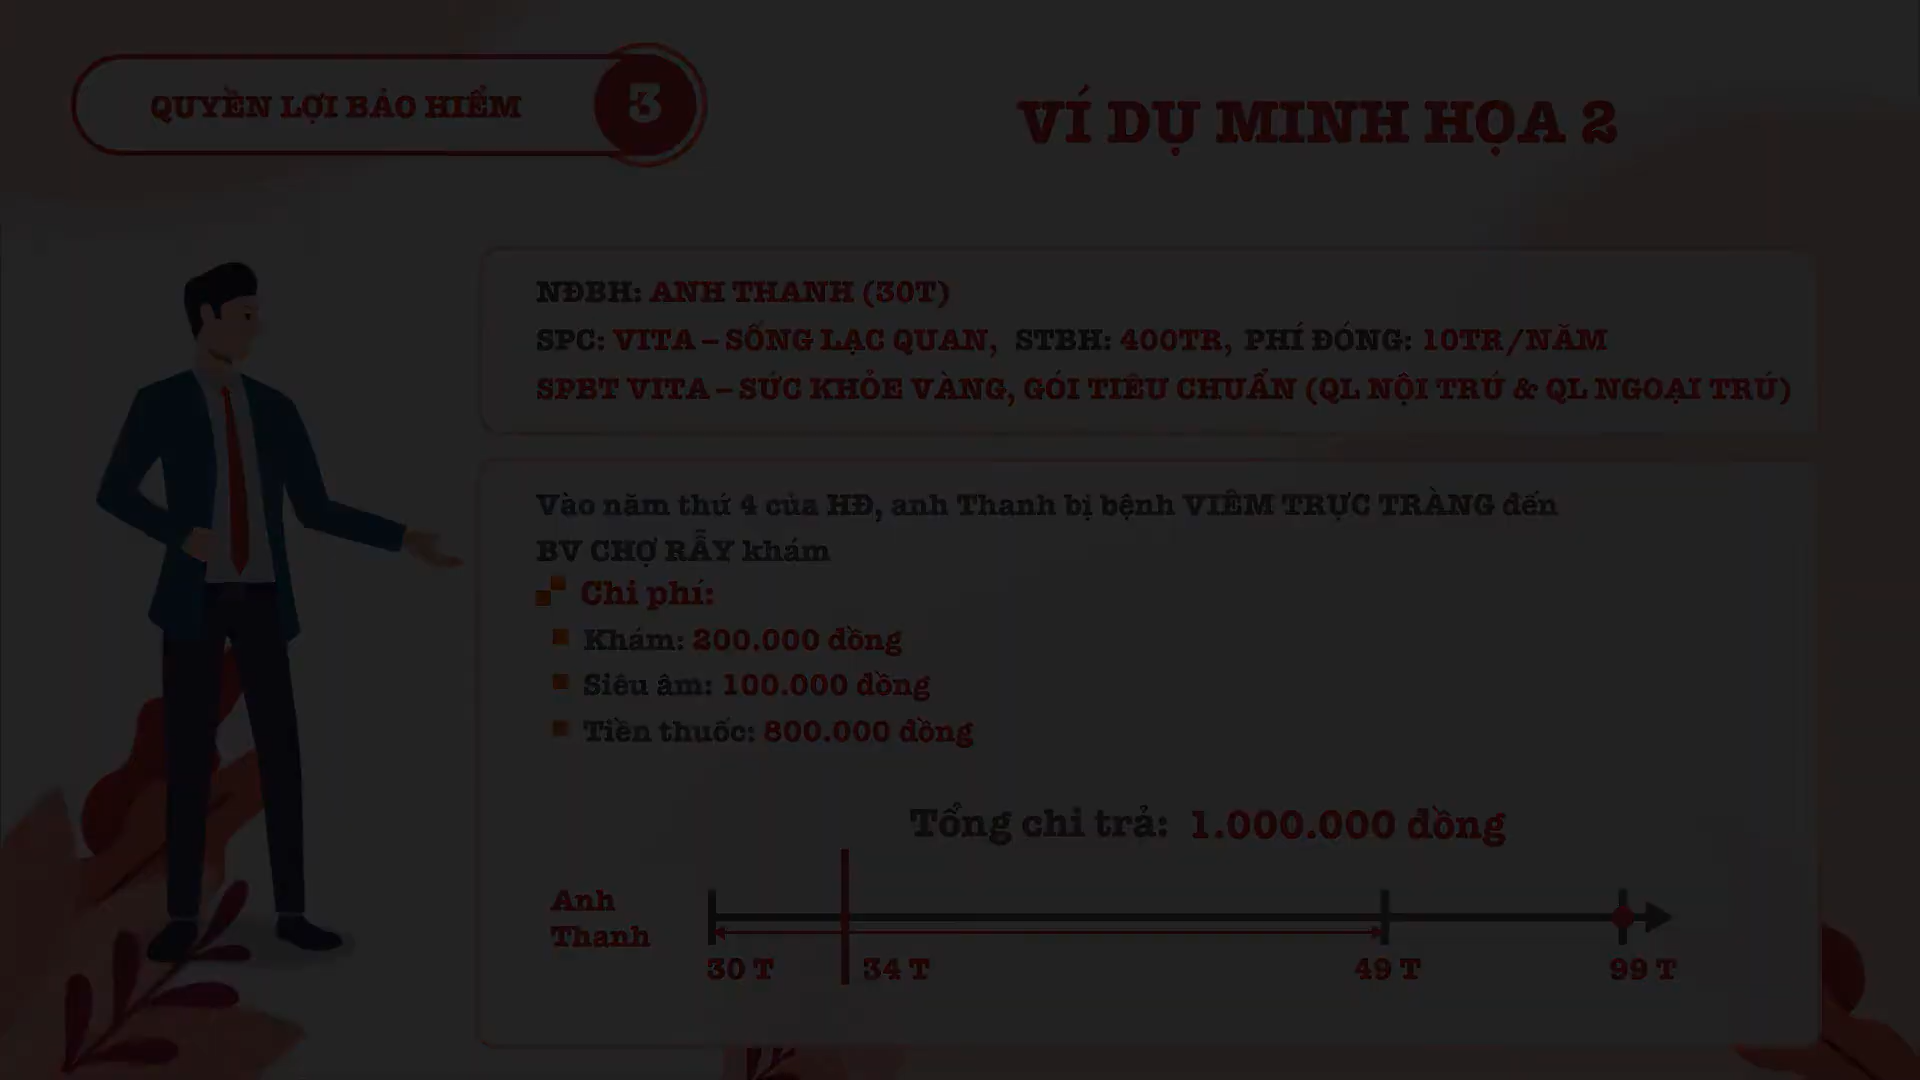 QUYỀN LỢI BẢO HIỂM
3
VÍ DỤ MINH HỌA 2
NĐBH: ANH THANH (30T)
SPC: VITA – SỐNG LẠC QUAN, STBH: 400TR, PHÍ ĐÓNG: 10TR/NĂM
SPBT VITA – SỨC KHỎE VÀNG, GÓI TIÊU CHUẨN (QL NỘI TRÚ & QL NGOẠI TRÚ)
Vào năm thứ 4 của HĐ, anh Thanh bị bệnh VIÊM TRỰC TRÀNG đến
BV CHỢ RẪY khám
Chi phí:
Khám: 200.000 đồng
Siêu âm: 100.000 đồng
Tiền thuốc: 800.000 đồng
Tổng chi trả: 1.000.000 đồng
Anh
Thanh
30 T 34 T 49 T 99 T